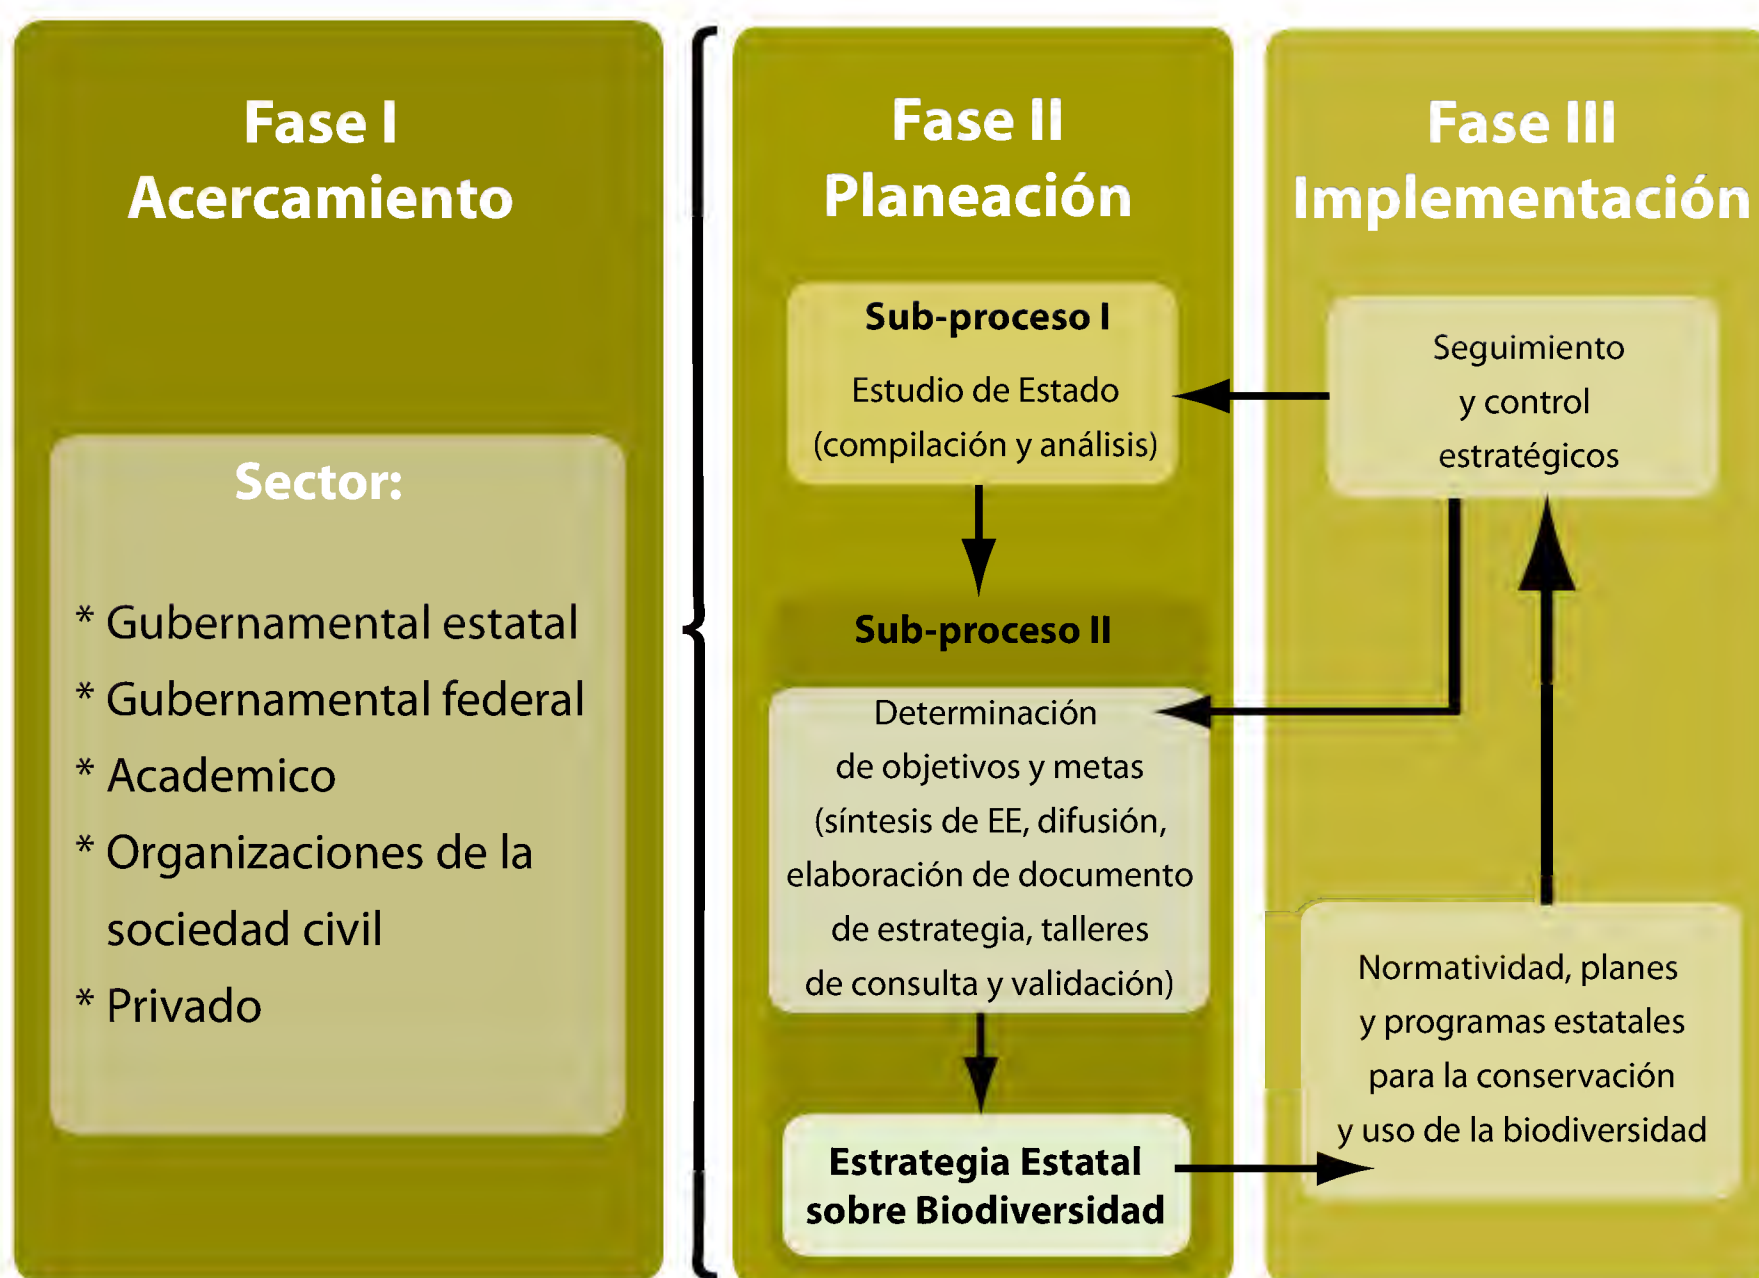 Fase I
Acercamiento
Sector:
* Gubernamental estatal
* Gubernamental federal
* Academico
* Organizaciones de la
sociedad civil
* Privado
Fase II
Planeación
Sub-proceso I
Estudio de Estado
(compilación y análisis)
Sub-proceso II
Determinación
de objetivos y metas
(síntesis de EE, difusión,
elaboración de documento
de estrategia, talleres
de consulta y validación)
Estrategia Estatal
sobre Biodiversidad
Fase III
Implementación
Seguimiento
y control
estratégicos
Normatividad, planes
y programas estatales
para la conservación
y uso de la biodiversidad